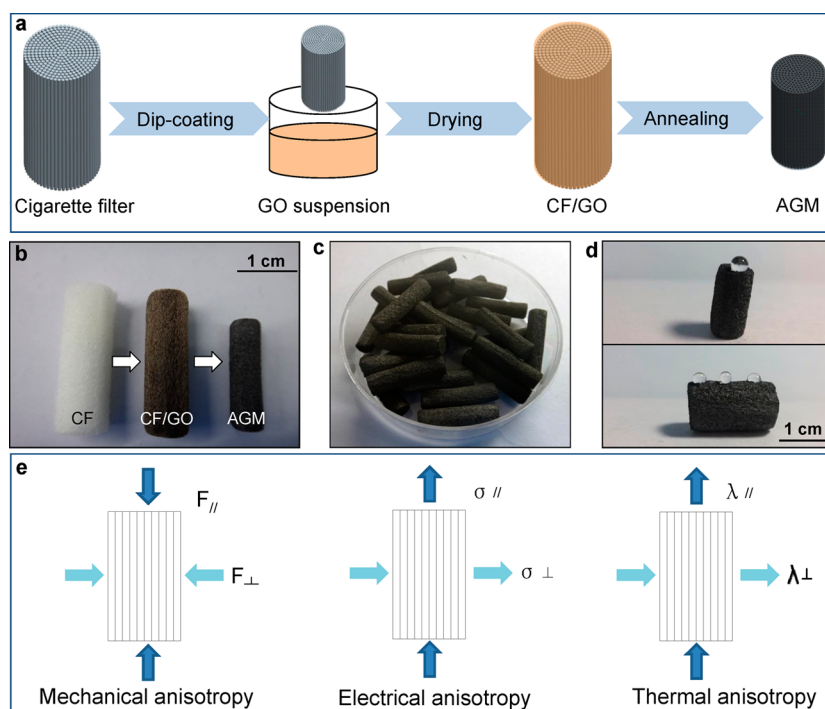 a
Dip-coating
Drying
Annealing
Cigarette filter
GO suspension
CF/GO
AGM
b
1 cm
CF
CF/GO
AGM
c
d
1 cm
e
F//
F⊥
Mechanical anisotropy
σ //
σ ⊥
Electrical anisotropy
λ //
λ⊥
Thermal anisotropy